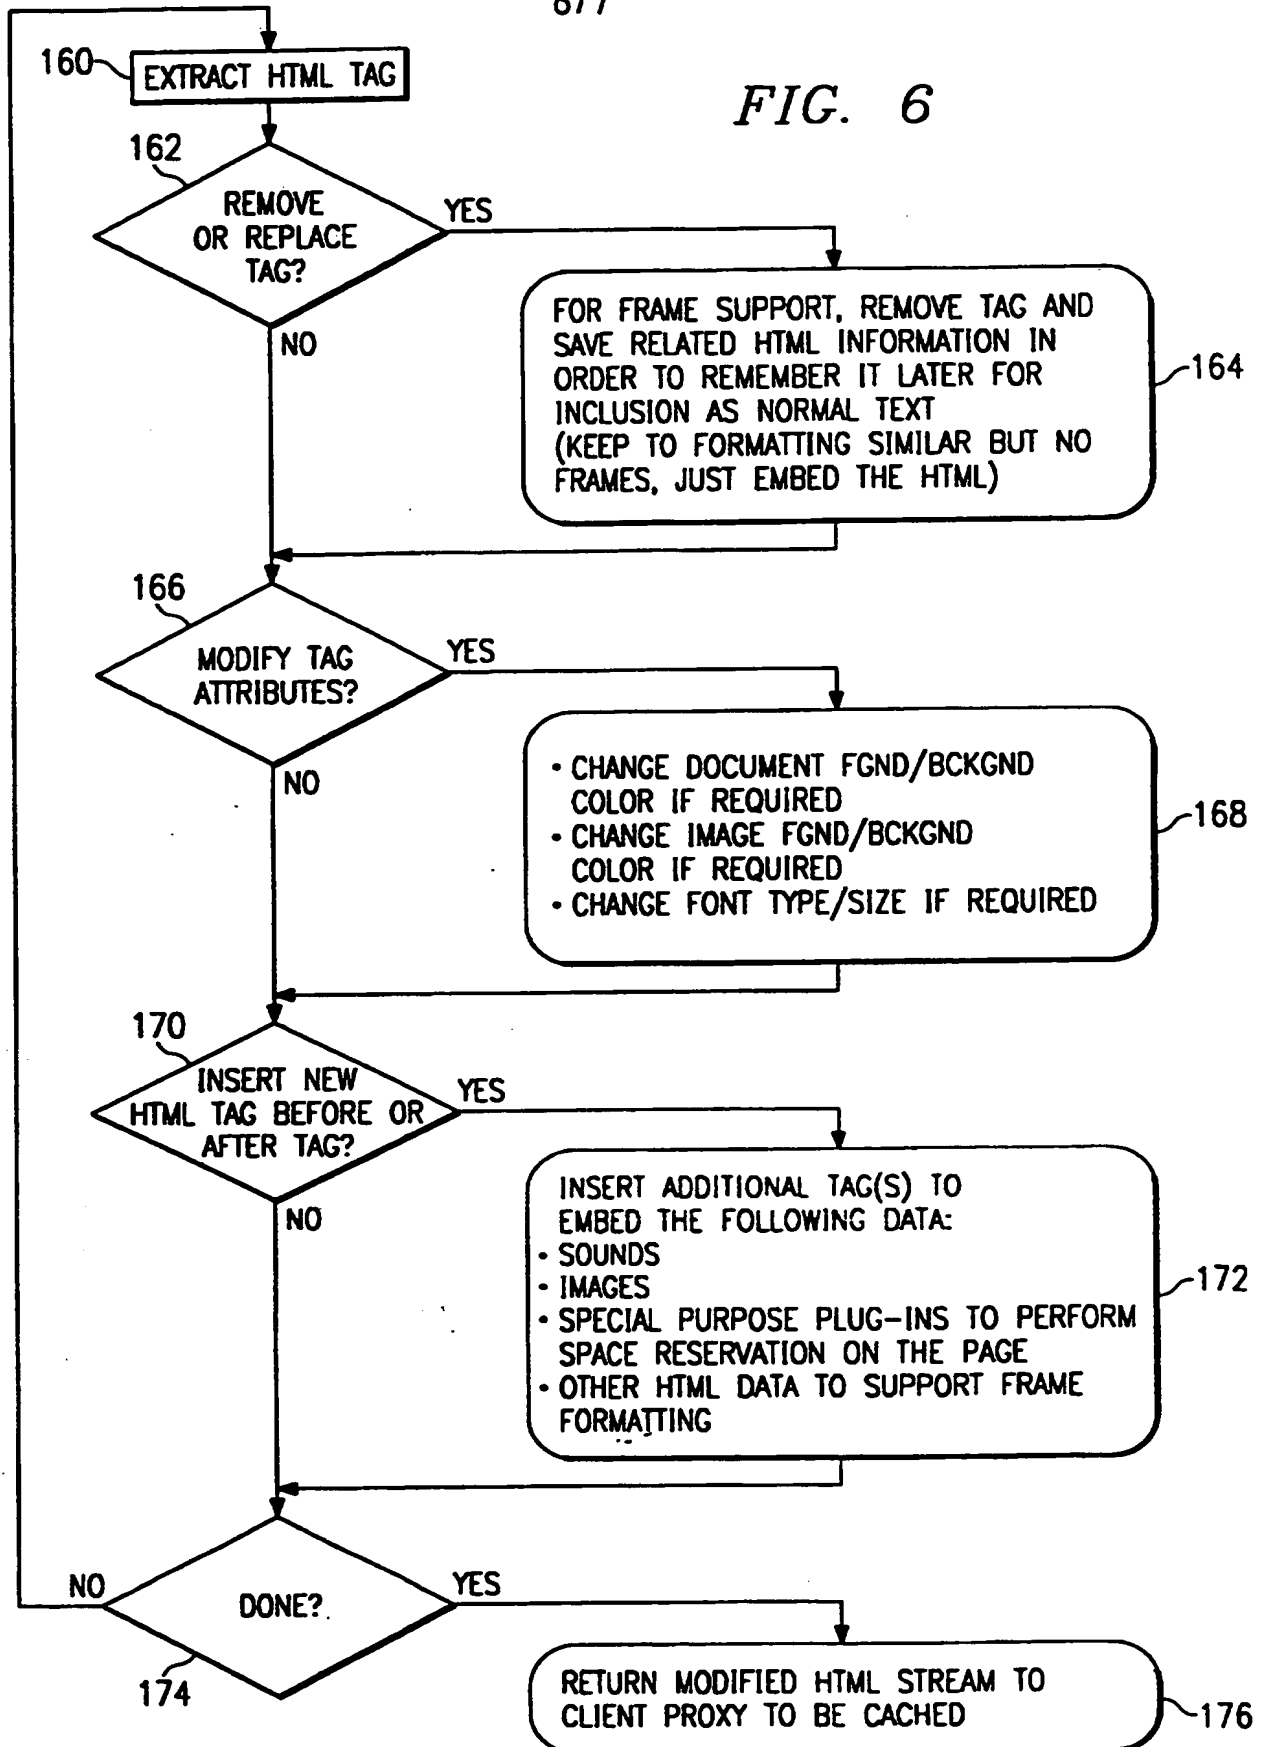 6/7
160
EXTRACT HTML TAG
FIG. 6
162
REMOVE
OR REPLACE
TAG?
YES
NO
FOR FRAME SUPPORT, REMOVE TAG AND
SAVE RELATED HTML INFORMATION IN
ORDER TO REMEMBER IT LATER FOR
INCLUSION AS NORMAL TEXT
(KEEP TO FORMATTING SIMILAR BUT NO
FRAMES, JUST EMBED THE HTML)
164
166
MODIFY TAG
ATTRIBUTES?
YES
NO
• CHANGE DOCUMENT FGND/BCKGND
COLOR IF REQUIRED
• CHANGE IMAGE FGND/BCKGND
COLOR IF REQUIRED
• CHANGE FONT TYPE/SIZE IF REQUIRED
168
170
INSERT NEW
HTML TAG BEFORE OR
AFTER TAG?
YES
NO
INSERT ADDITIONAL TAG(S) TO
EMBED THE FOLLOWING DATA:
• SOUNDS
• IMAGES
• SPECIAL PURPOSE PLUG-INS TO PERFORM
SPACE RESERVATION ON THE PAGE
• OTHER HTML DATA TO SUPPORT FRAME
FORMATTING
172
NO
DONE?
YES
174
RETURN MODIFIED HTML STREAM TO
CLIENT PROXY TO BE CACHED
176